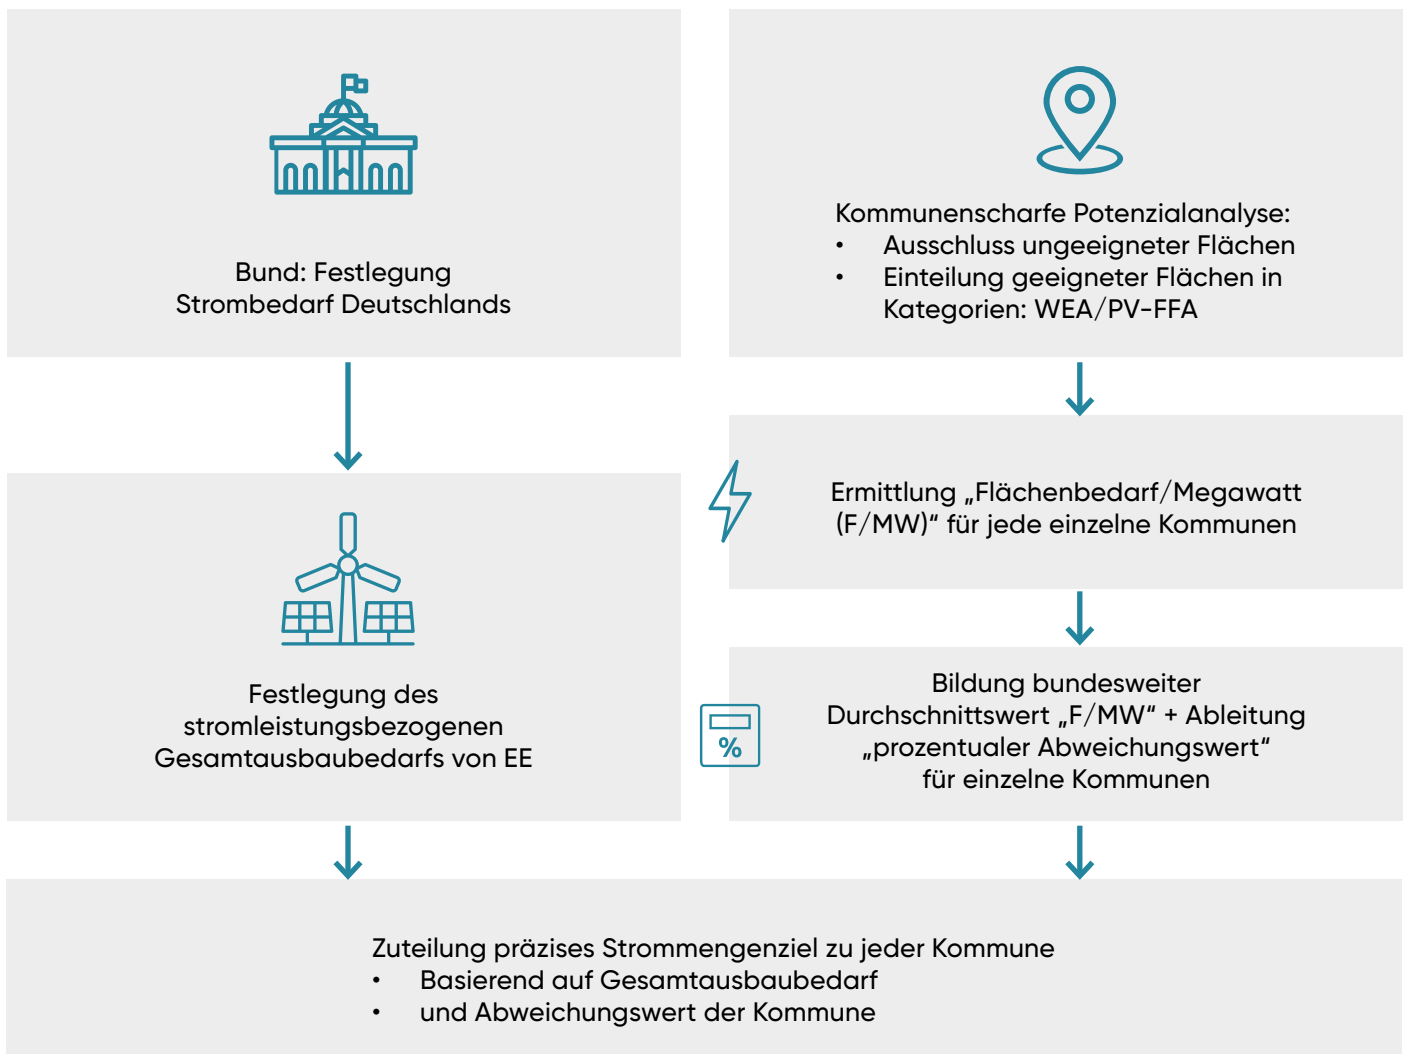 Bund: Festlegung
Strombedarf Deutschlands
Festlegung des
stromleistungsbezogenen
Gesamtausbaubedarfs von EE
Kommunenscharfe Potenzialanalyse:
• Ausschluss ungeeigneter Flächen
• Einteilung geeigneter Flächen in
Kategorien: WEA/PV-FFA
Ermittlung „Flächenbedarf/Megawatt
(F/MW)“ für jede einzelne Kommunen
%
Bildung bundesweiter
Durchschnittswert „F/MW“ + Ableitung
„prozentualer Abweichungswert“
für einzelne Kommunen
Zuteilung präzises Strommengenziel zu jeder Kommune
• Basierend auf Gesamtausbaubedarf
• und Abweichungswert der Kommune